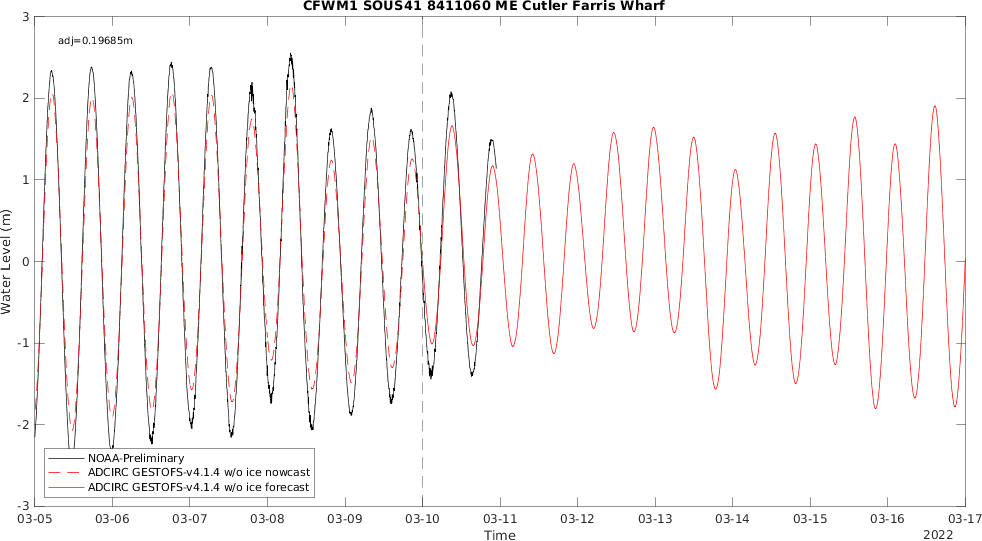 CFWM1 SOUS41 8411060 ME Cutler Farris Wharf
adj=0.19685m
3
2
1
0
-1
-2
-3
Water Level (m)
NOAA-Preliminary
ADCIRC GESTOFS-v4.1.4 w/o ice nowcast
ADCIRC GESTOFS-v4.1.4 w/o ice forecast
03-05 03-06 03-07 03-08 03-09 03-10 03-11 03-12 03-13 03-14 03-15 03-16 03-17
Time
2022